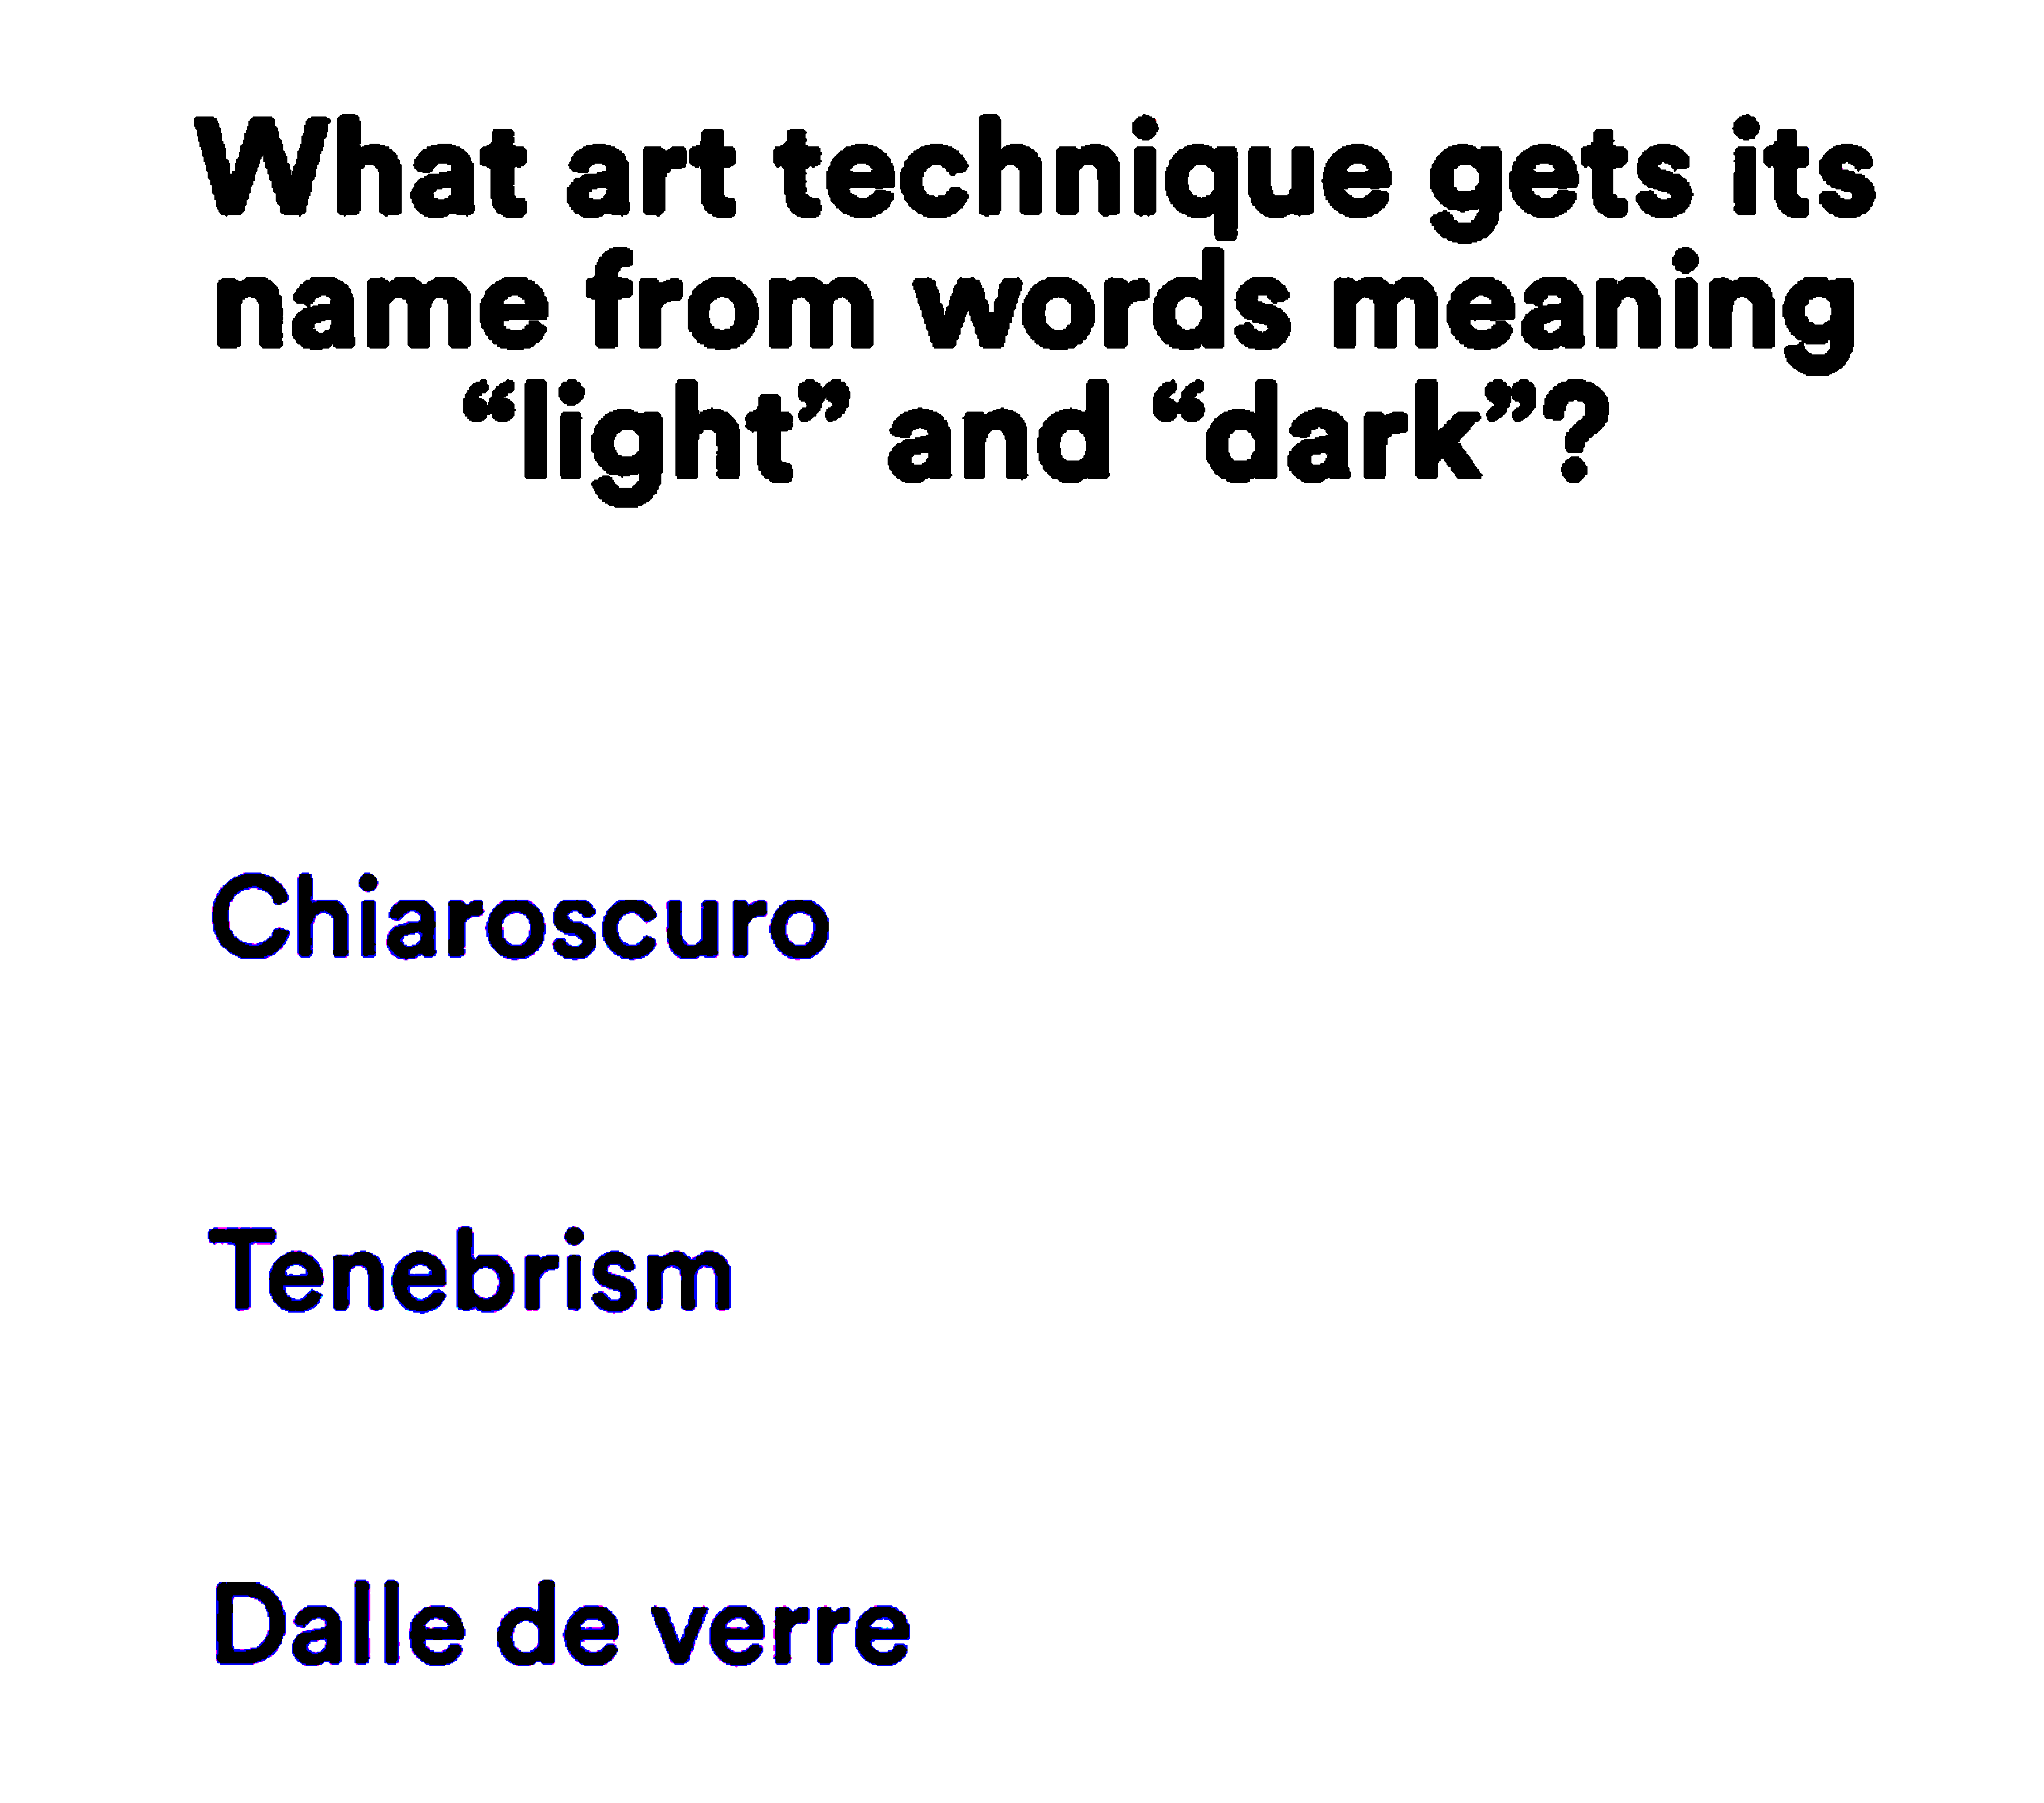 What art technique gets its
name from words meaning
“light” and “dark”?
Chiaroscuro
Tenebrism
Dalle de verre